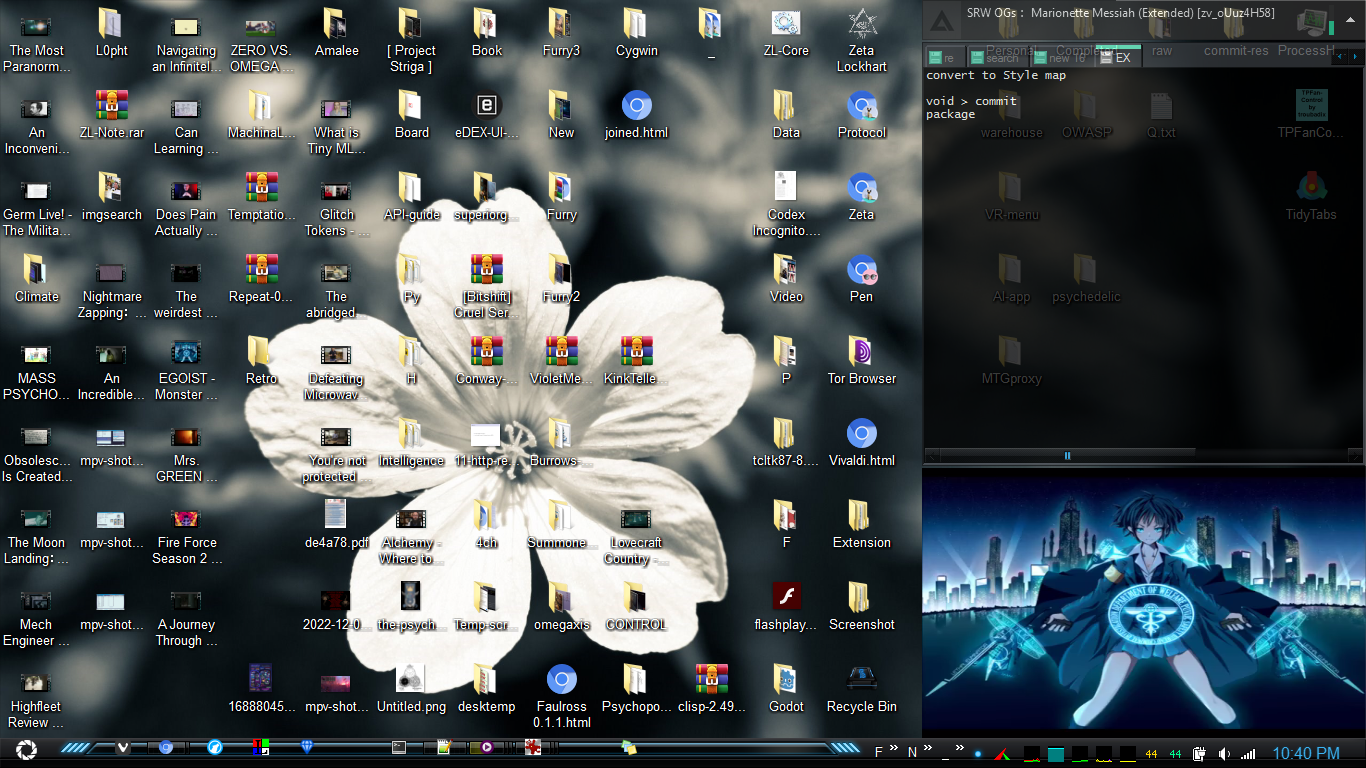 The Most
Paranorm...
L0pht
Navigating
an Infinitel...
ZERO VS.
OMEGA ...
Amalee
[ Project
Striga ]
Book
Furry3
Cygwin
_
ZL-Core
Zeta
Lockhart
An
Inconveni...
ZL-Note.rar
Can
Learning ...
MachinaL...
What is
Tiny ML...
Board
eDEX-UI-...
New
joined.html
Data
Protocol
Germ Live! -
The Milita...
imgsearch
Does Pain
Actually ...
Temptatio...
Glitch
Tokens - ...
API-guide
superiorg...
Furry
Codex
Incognito....
Zeta
Climate
Nightmare
Zapping: ...
The
weirdest ...
Repeat-0...
The
abridged...
Py
[Bitshift]
Gruel Ser...
Furry2
Video
Pen
MASS
PSYCHO...
An
Incredible...
EGOIST -
Monster ...
Retro
Defeating
Microwav...
H
Conway-...
VioletMe...
KinkTelle...
P
Tor Browser
Obsolesc...
Is Created...
mpv-shot...
Mrs.
GREEN ...
You're not
protected ...
Intelligence
11-http-re...
Burrows-...
tcltk87-8....
Vivaldi.html
The Moon
Landing: ...
mpv-shot...
Fire Force
Season 2 ...
de4a78.pdf
Alchemy -
Where to...
4ch
Summone...
Lovecraft
Country -...
F
Extension
Mech
Engineer ...
mpv-shot...
A Journey
Through ...
2022-12-0...
the-psych...
Temp-scr...
omegaxis
CONTROL
flashplay...
Screenshot
Highfleet
Review ...
16888045...
mpv-shot...
Untitled.png
desktemp
Faulross
0.1.1.html
Psychopo...
clisp-2.49...
Godot
Recycle Bin
SRW OGs : Marionette Messiah (Extended) [zv_oUuz4H58]
raw
commit-res
ProcessH...
re
search
new 16
EX
convert to Style map
void > commit
package
warehouse
OWASP
Q.txt
TPFanCo...
VR-menu
TidyTabs
AI-app
psychedelic
MTGproxy
F
N
_
44
44
10:40 PM